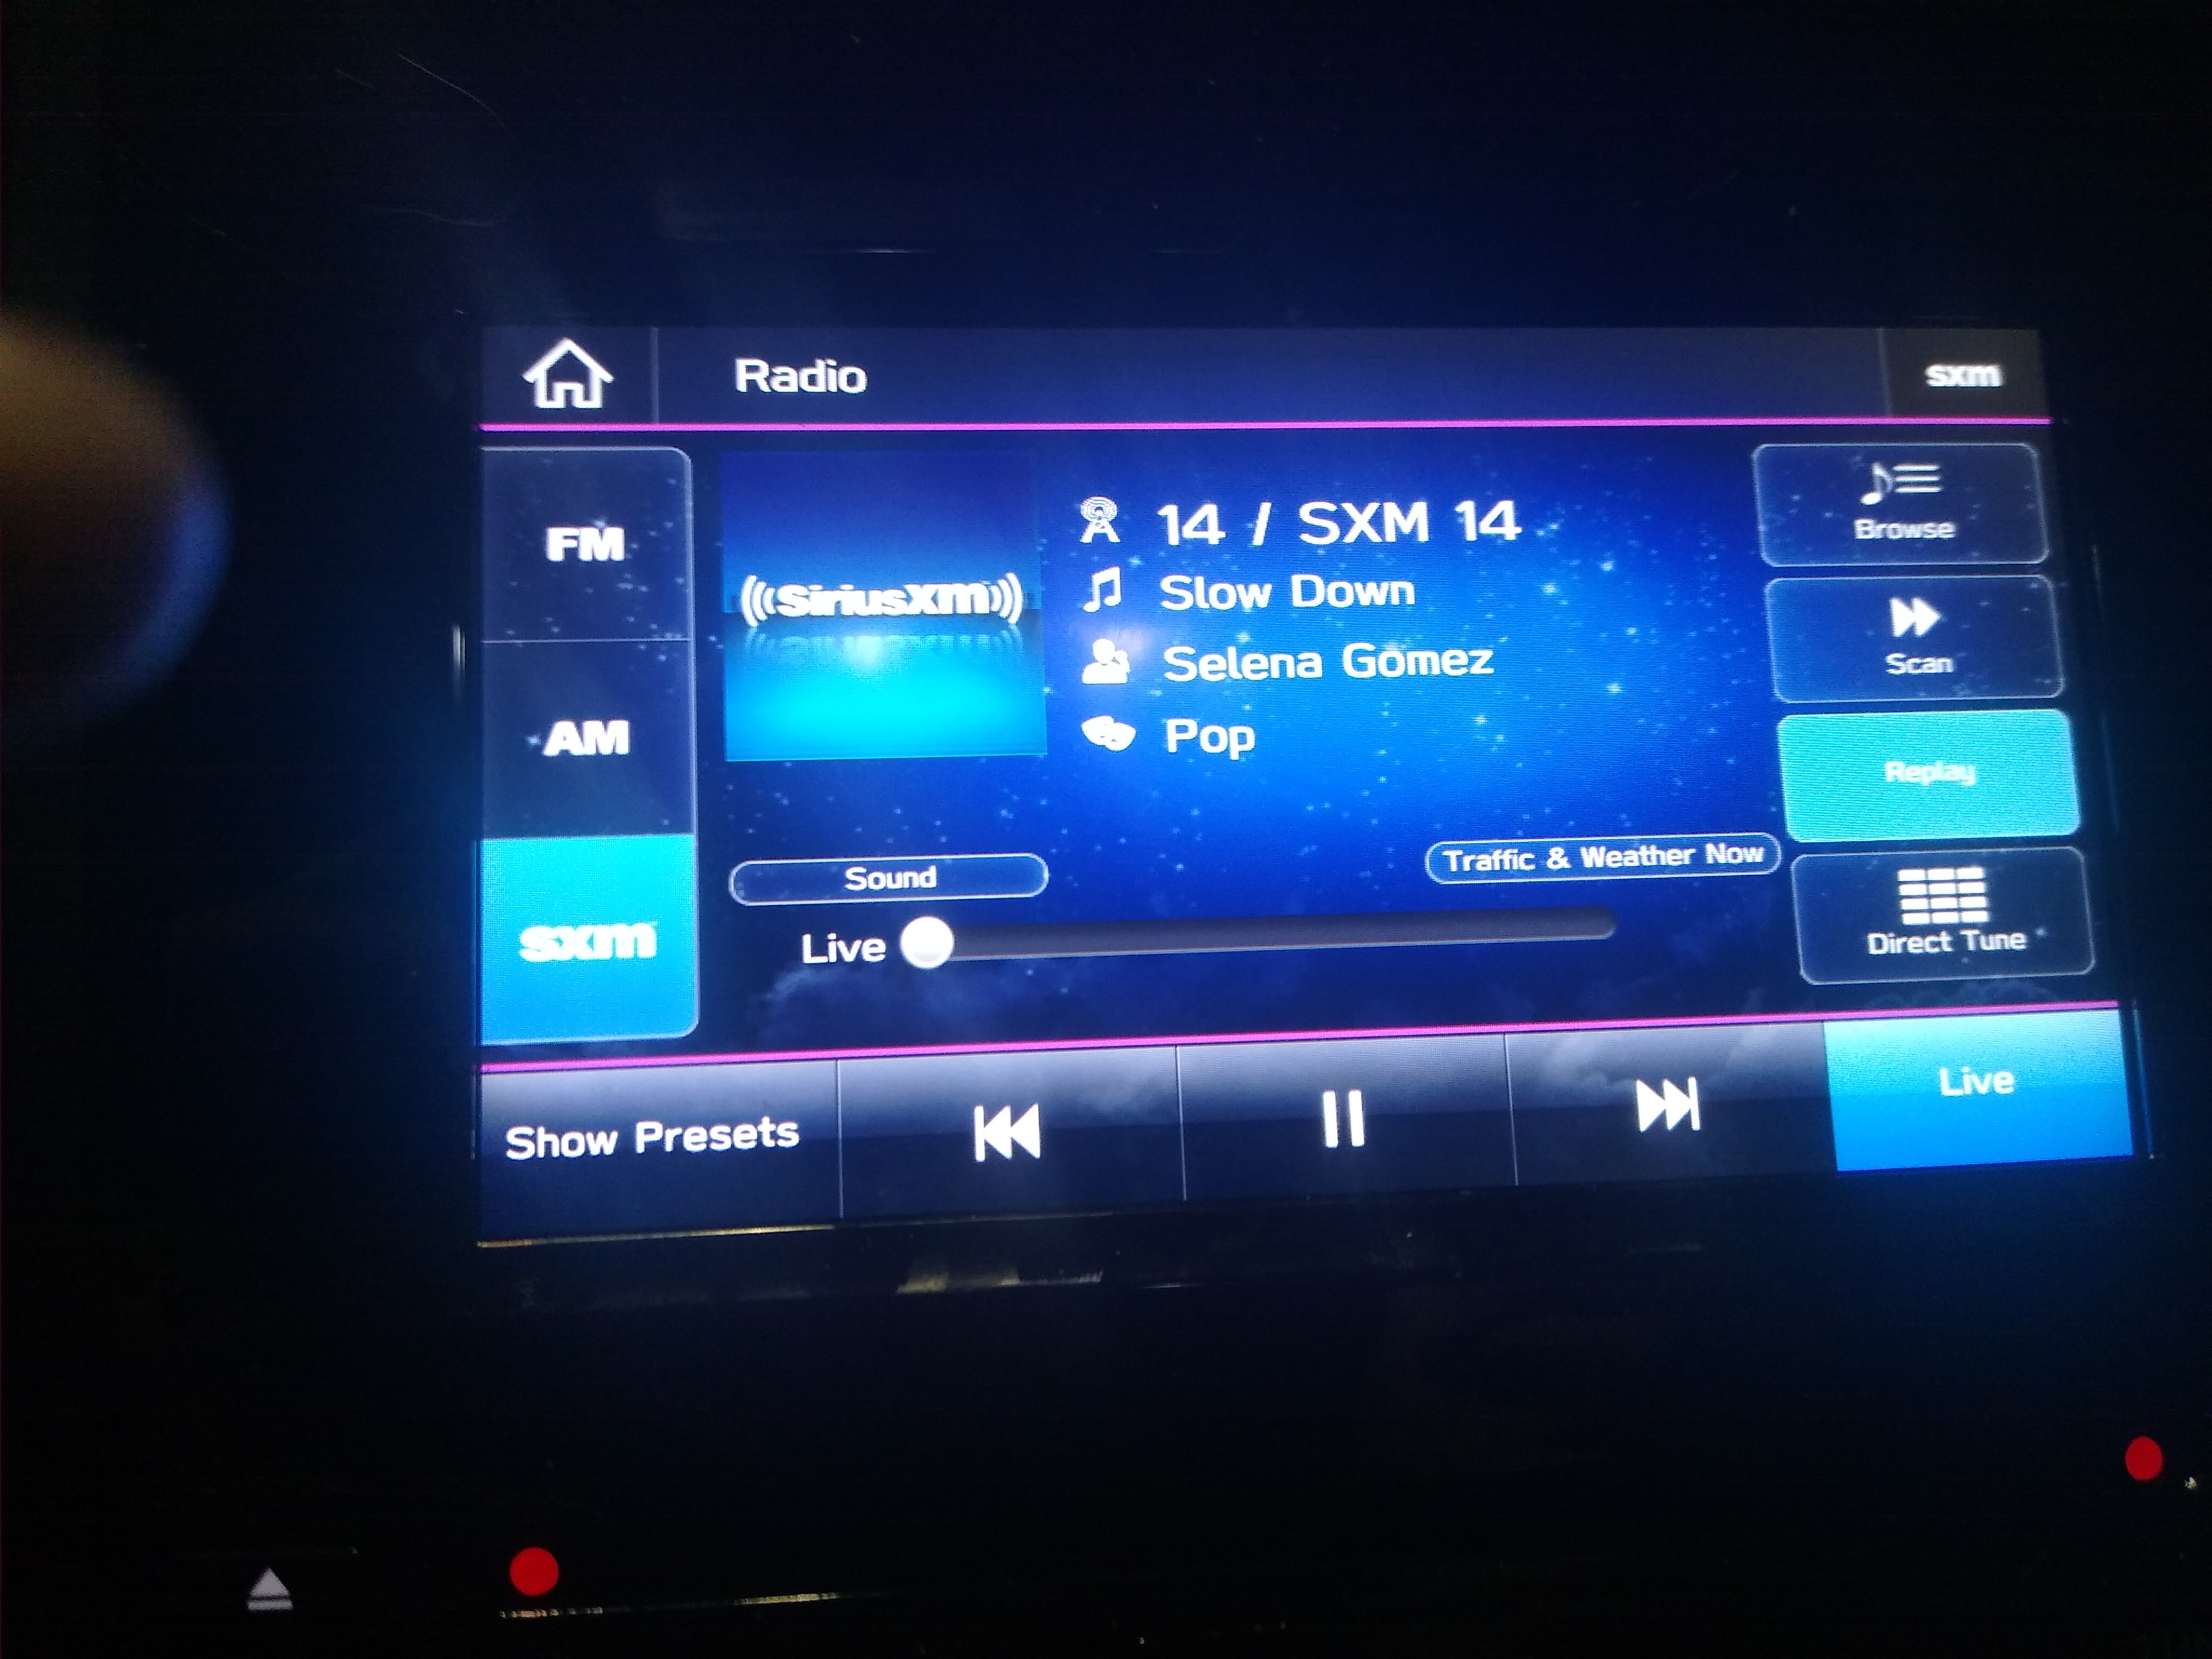 Radio
sxm
FM
AM
sxm
((SiriusXM))
14 / SXM 14
Slow Down
Selena Gomez
Pop
Browse
Scan
Replay
Direct Tune
Sound
Traffic & Weather Now
Live
Show Presets
Live